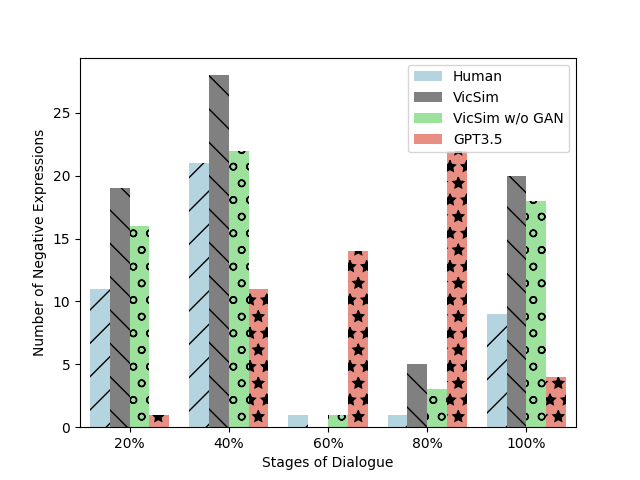 Human
VicSim
VicSim w/o GAN
GPT3.5
25
20
15
10
5
0
Number of Negative Expressions
20% 40% 60% 80% 100%
Stages of Dialogue